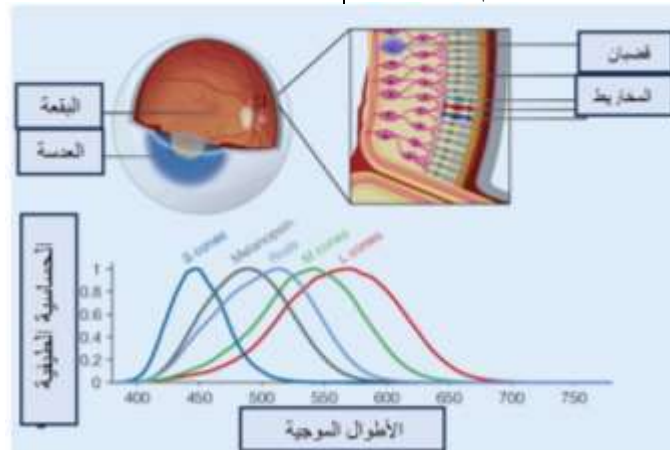 قضبان
المخاريط
البقعة
العدسة
الحساسية الطيفية
S cones
Melanopsin
Rods
M cones
L cones
1
0.8
0.6
0.4
0.2
0
400 450 500 550 600 650 700 750
الأطوال الموجية